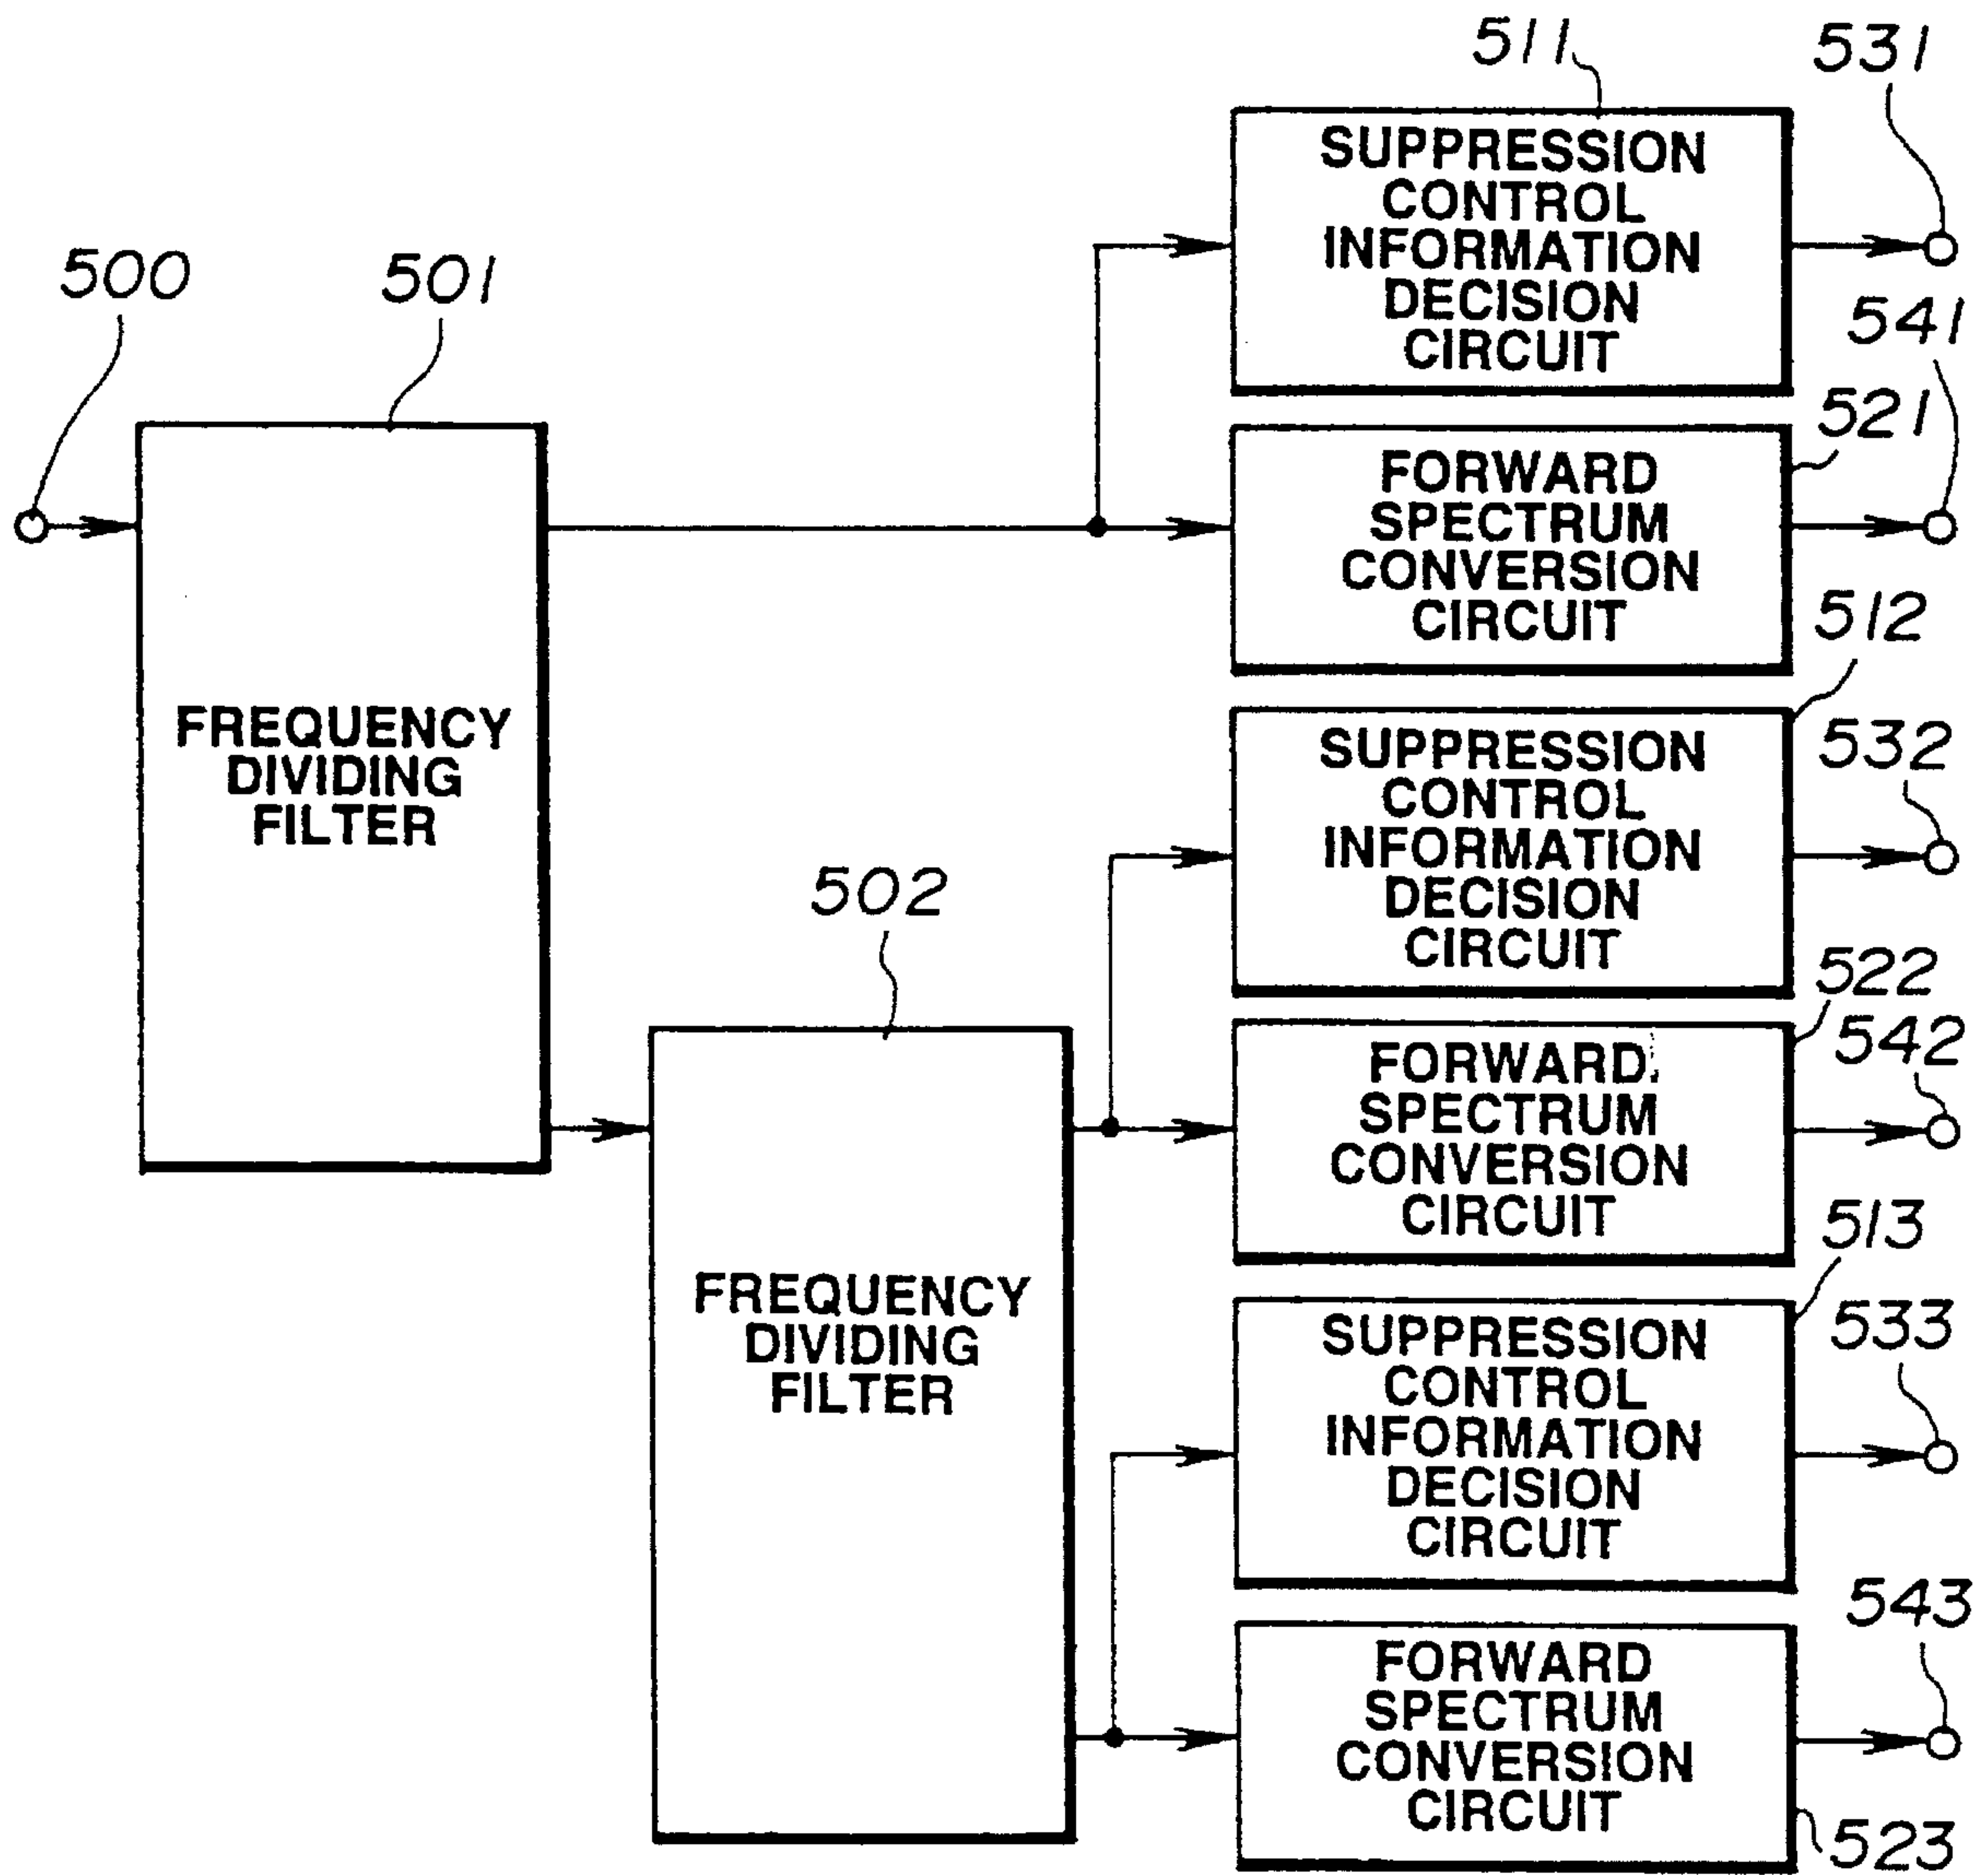 511
531
SUPPRESSION
CONTROL
INFORMATION
DECISION
CIRCUIT
500
501
541
521
FORWARD
SPECTRUM
CONVERSION
CIRCUIT
512
FREQUENCY
DIVIDING
FILTER
SUPPRESSION
CONTROL
INFORMATION
DECISION
CIRCUIT
532
502
522
FORWARD
SPECTRUM
CONVERSION
CIRCUIT
542
513
FREQUENCY
DIVIDING
FILTER
SUPPRESSION
CONTROL
INFORMATION
DECISION
CIRCUIT
533
543
FORWARD
SPECTRUM
CONVERSION
CIRCUIT
523